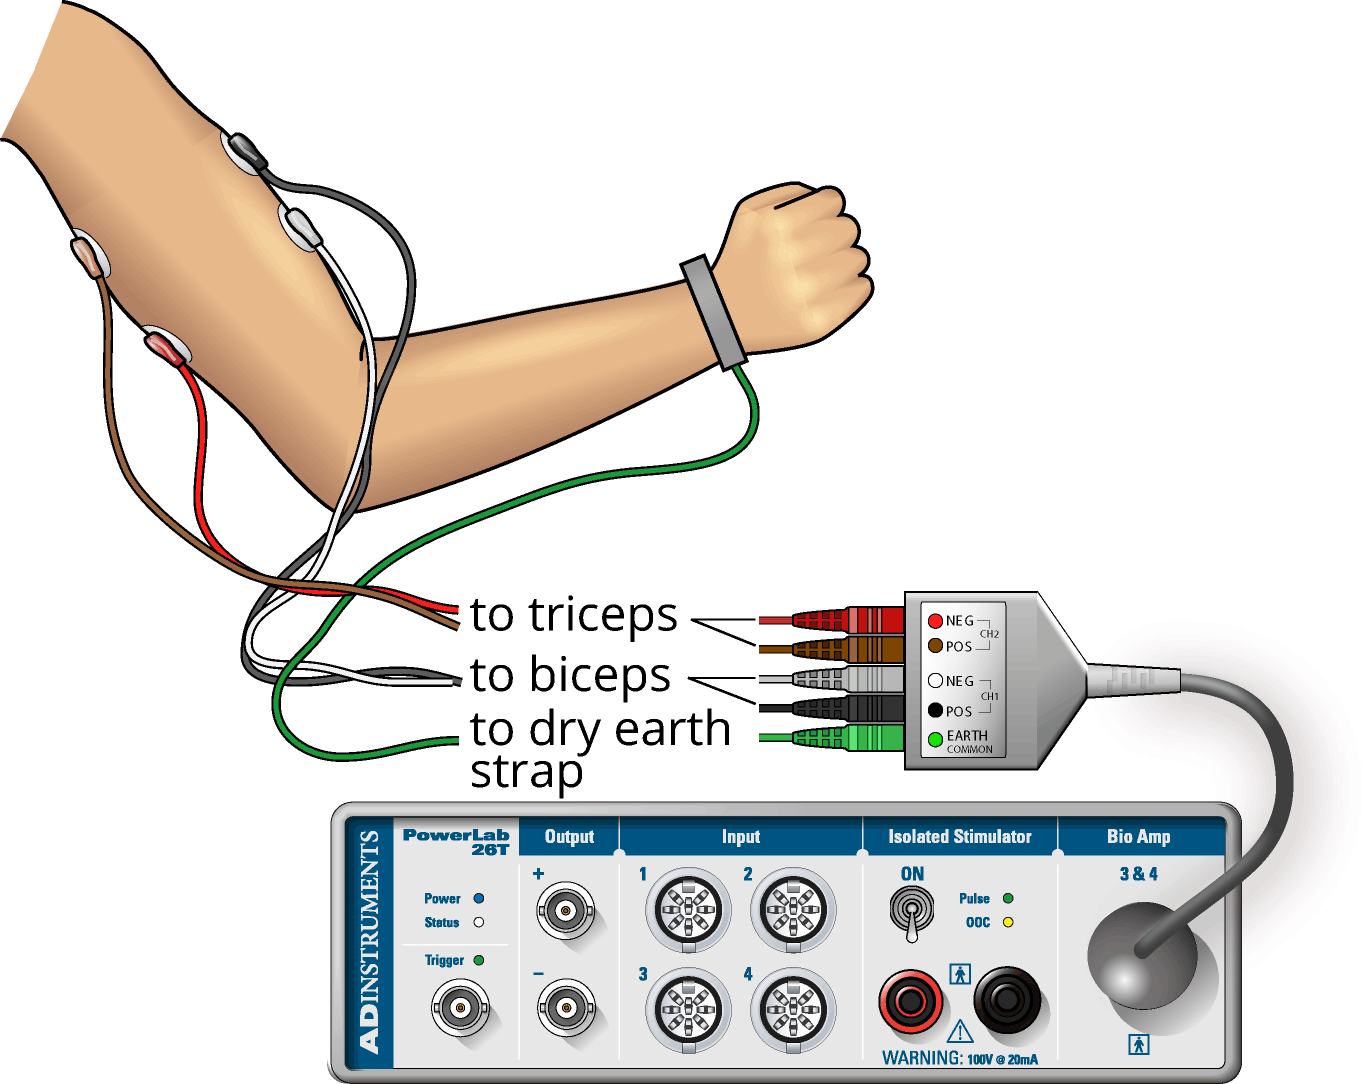 to triceps
to biceps
to dry earth
strap
NEG
CH2
POS
NEG
CH1
POS
EARTH
COMMON
ADINSTRUMENTS
PowerLab
26T
Output
Input
Isolated Stimulator
Bio Amp
Power
Status
Trigger
+
−
1
2
3
4
ON
Pulse
OOC
3 & 4
WARNING: 100V @ 20mA